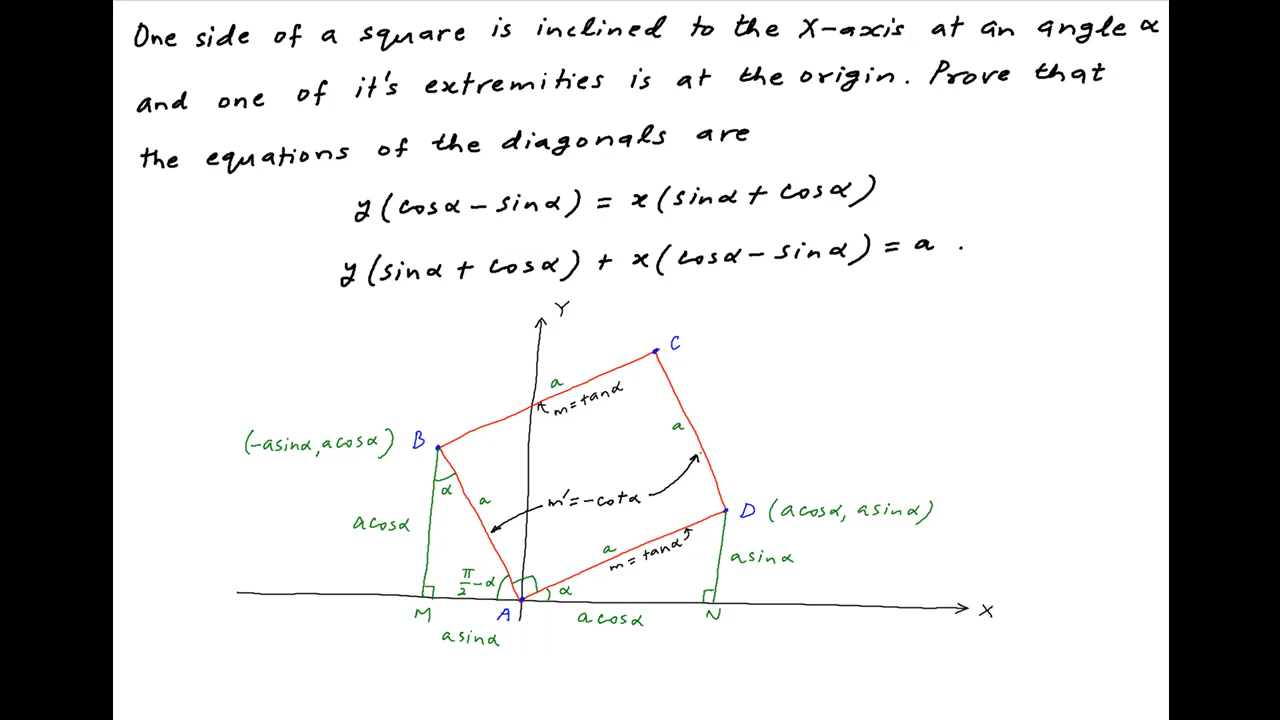 One side of a square is inclined to the X-axis at an angle α
and one of it's extremities is at the origin. Prove that
the equations of the diagonals are
y(cosα - sinα) = x(sinα + cosα)
y(sinα + cosα) + x(cosα - sinα) = a .
Y
C
a
m = tanα
(-asinα, acosα) B
a
α
a
m' = -cotα
D (acosα, asinα)
acosα
a
m = tanα
asinα
π/2 - α
α
M
A
acosα
N
X
asinα